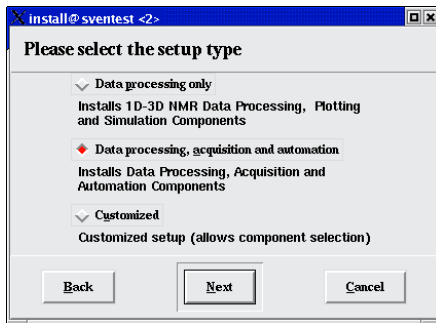 install@sventest <2>
Please select the setup type
Data processing only
Installs 1D-3D NMR Data Processing, Plotting
and Simulation Components
Data processing, acquisition and automation
Installs Data Processing, Acquisition and
Automation Components
Customized
Customized setup (allows component selection)
Back Next Cancel